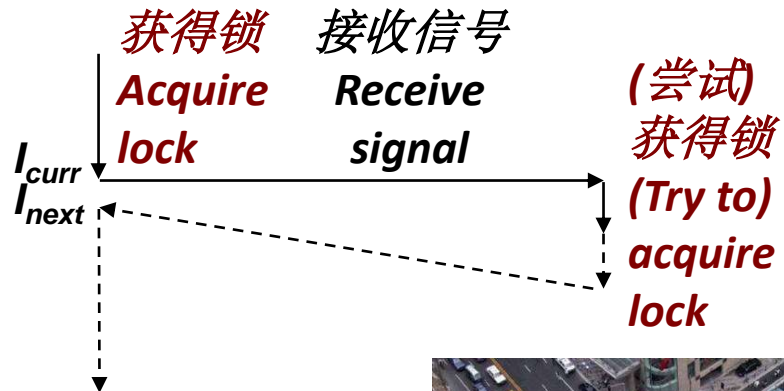 获得锁
Acquire
lock
接收信号
Receive
signal
(尝试)
获得锁
(Try to)
acquire
lock
I_curr
I_next